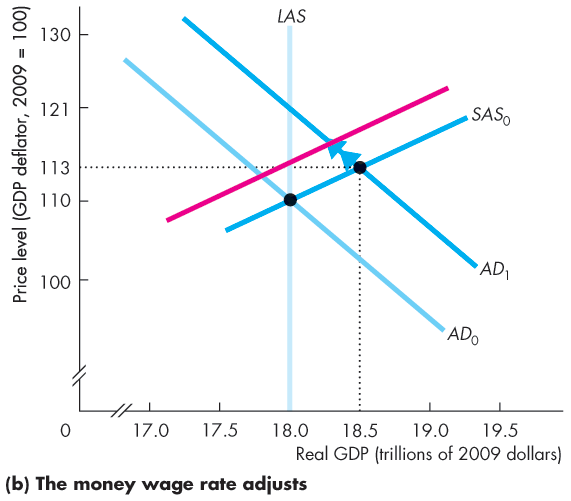 Price level (GDP deflator, 2009 = 100)
130
121
113
110
100
0
LAS
SAS0
AD1
AD0
17.0 17.5 18.0 18.5 19.0 19.5
Real GDP (trillions of 2009 dollars)
(b) The money wage rate adjusts